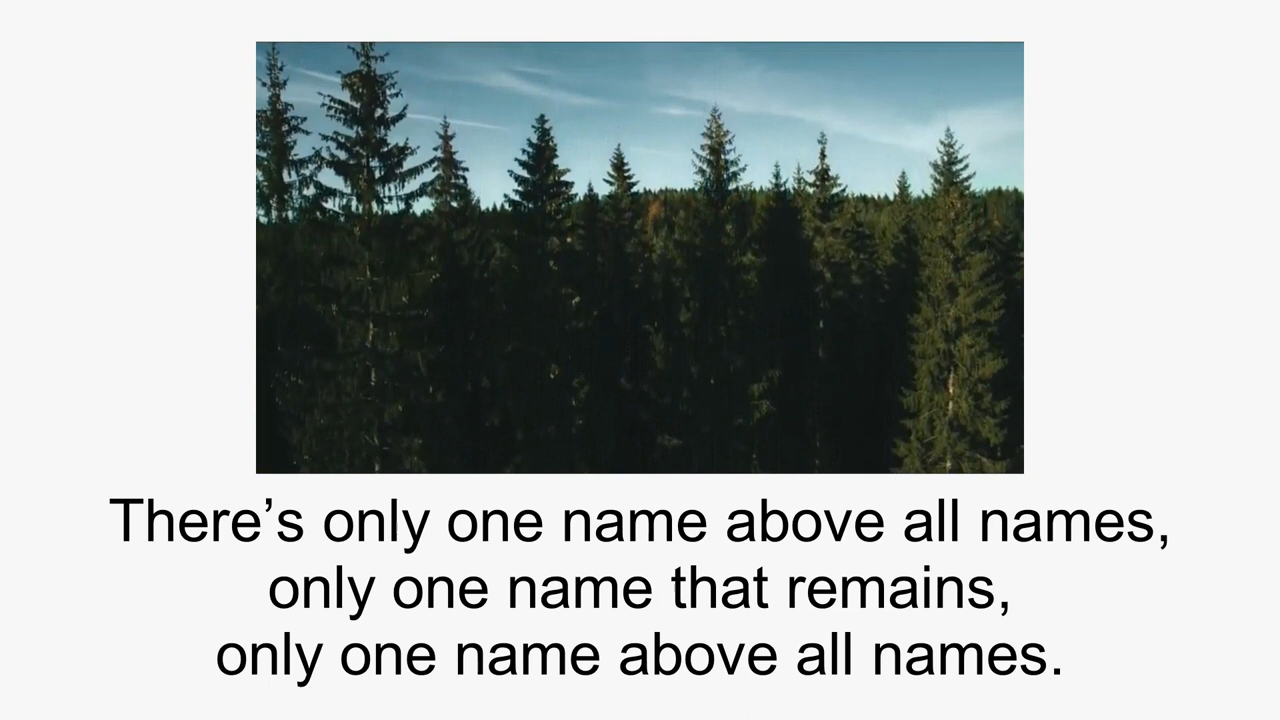 There’s only one name above all names,
only one name that remains,
only one name above all names.